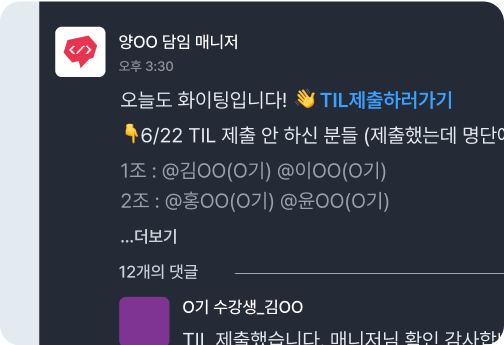 </>
양OO 담임 매니저
오후 3:30
오늘도 화이팅입니다! 👋 TIL제출하러가기
👇6/22 TIL 제출 안 하신 분들 (제출했는데 명단에
1조 : @김OO(O기) @이OO(O기)
2조 : @홍OO(O기) @윤OO(O기)
...더보기
12개의 댓글
O기 수강생_김OO
TIL 제출했습니다. 매니저님 확인 감사합